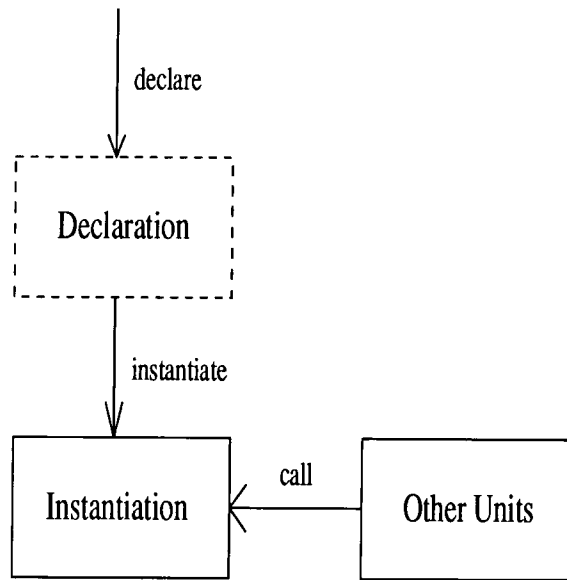 declare
Declaration
instantiate
Instantiation
call
Other Units